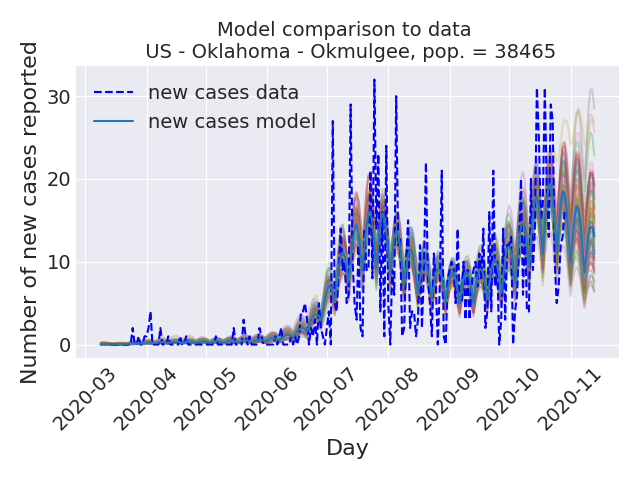 Model comparison to data
US - Oklahoma - Okmulgee, pop. = 38465
Number of new cases reported
30
20
10
0
new cases data
new cases model
2020-03
2020-04
2020-05
2020-06
2020-07
2020-08
2020-09
2020-10
2020-11
Day